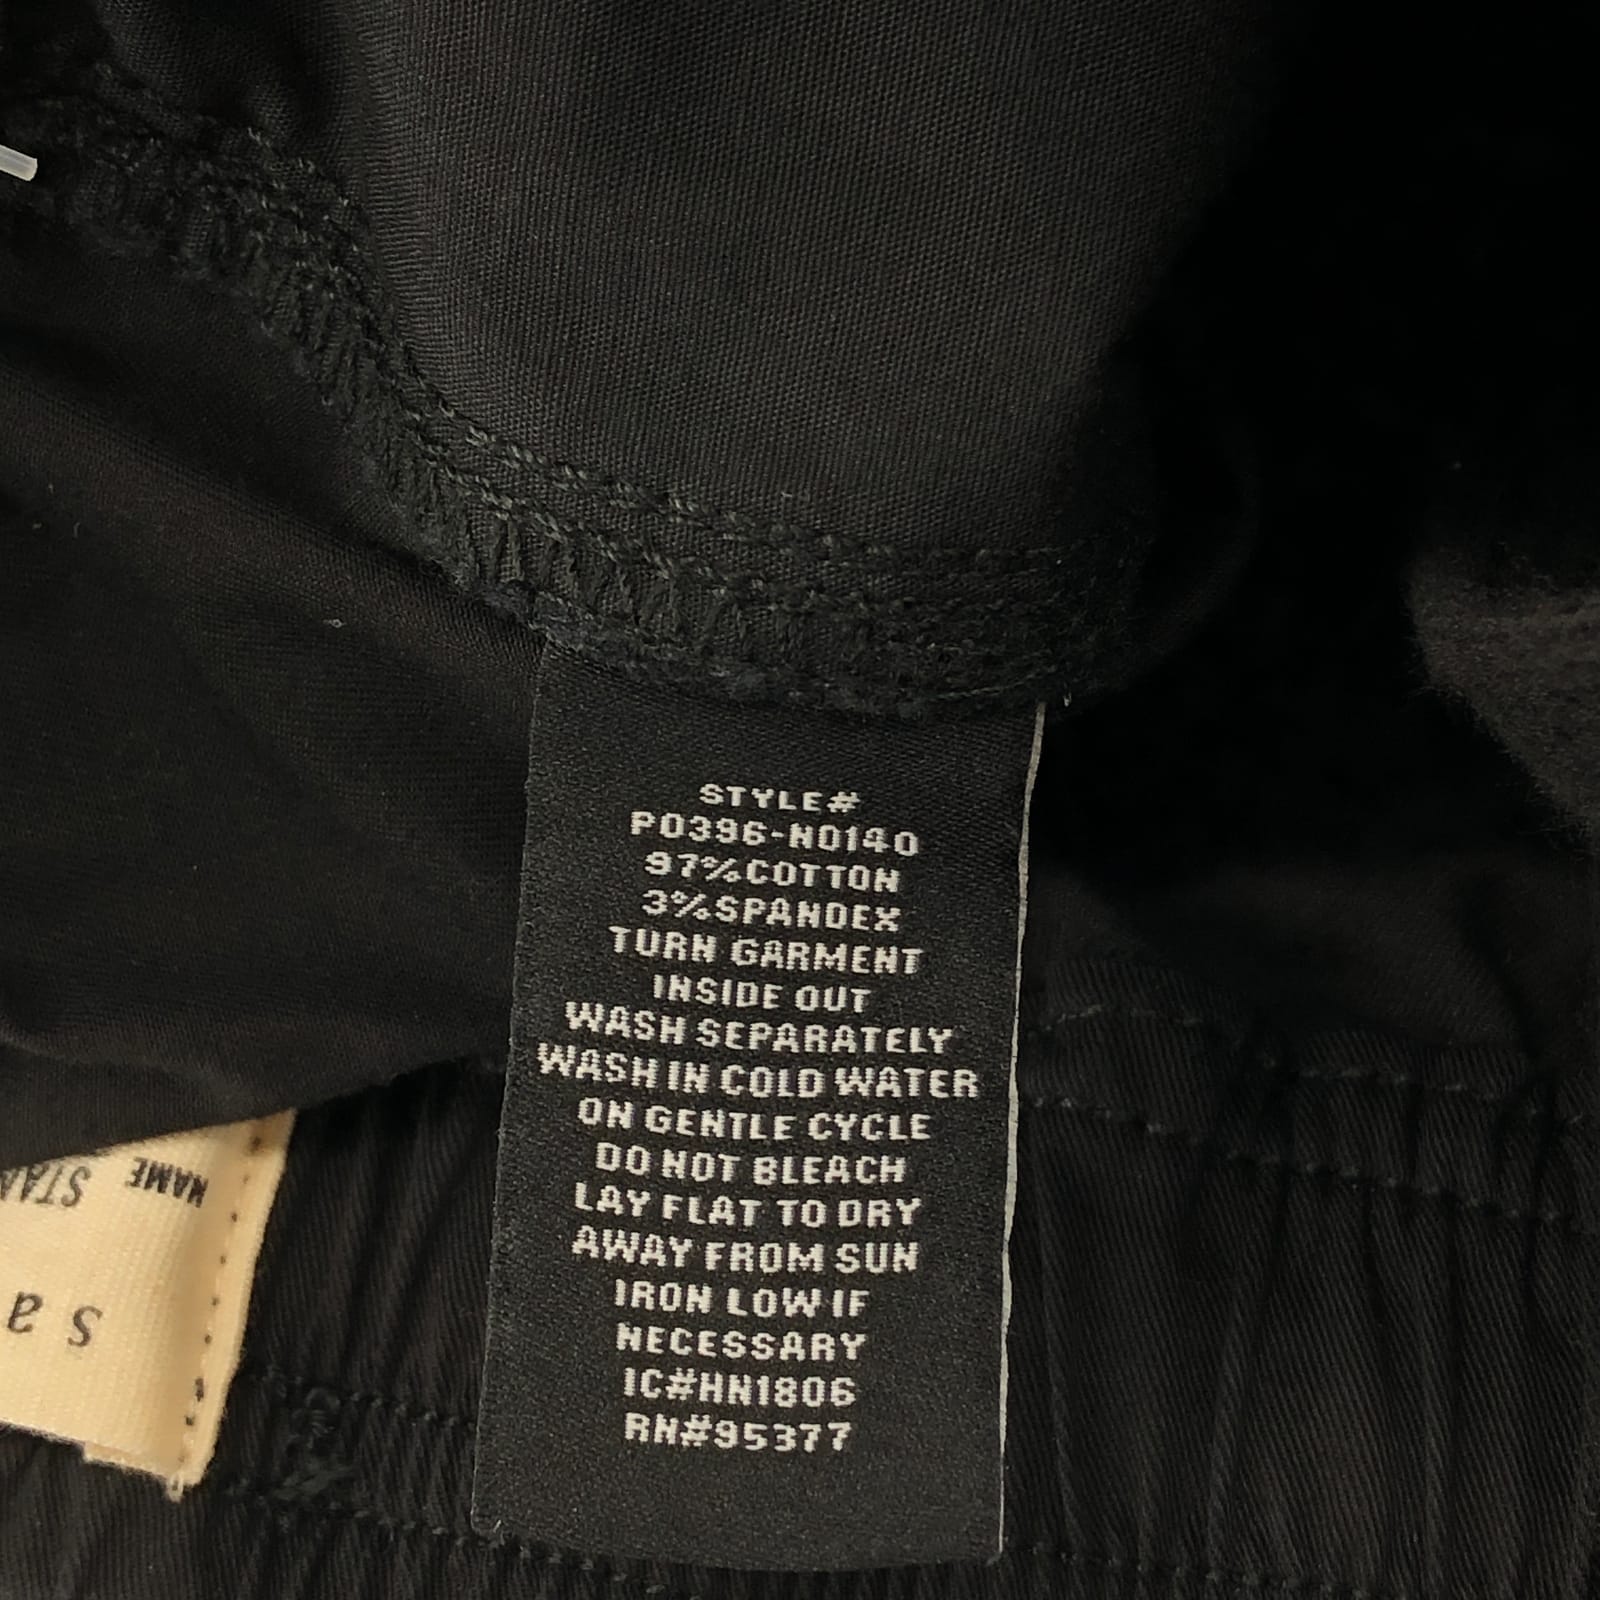 STYLE#
P0396-N0140
97%COTTON
3%SPANDEX
TURN GARMENT
INSIDE OUT
WASH SEPARATELY
WASH IN COLD WATER
ON GENTLE CYCLE
DO NOT BLEACH
LAY FLAT TO DRY
AWAY FROM SUN
IRON LOW IF
NECESSARY
IC#HN1806
RN#95377
NAME